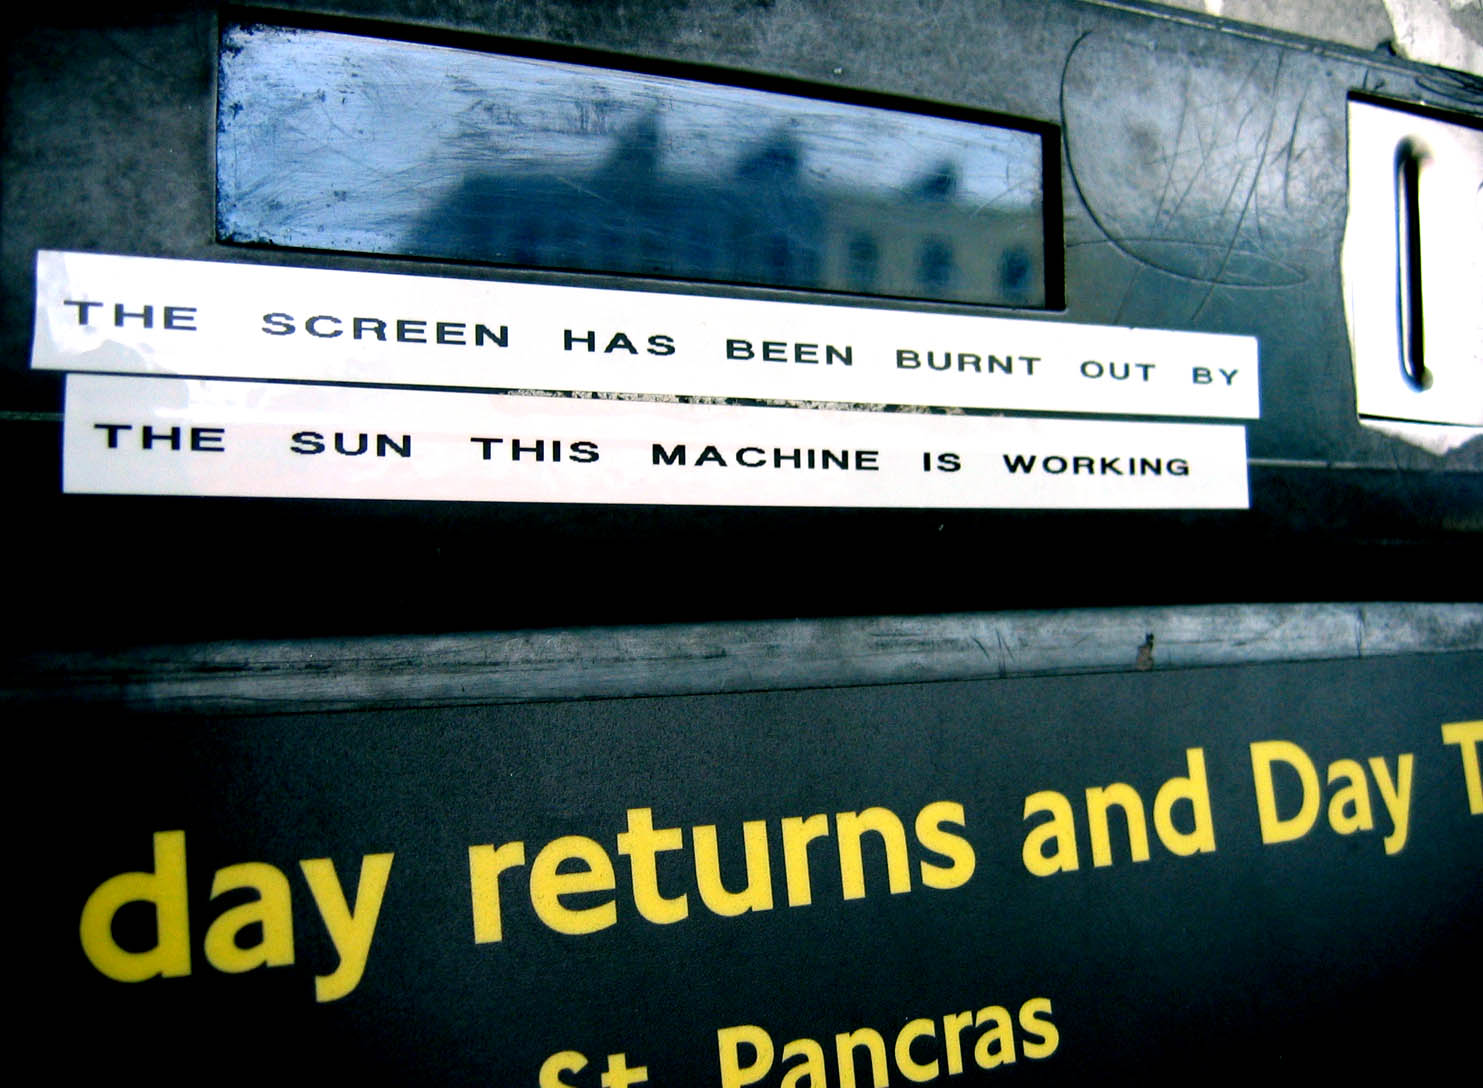 THE SCREEN HAS BEEN BURNT OUT BY
THE SUN THIS MACHINE IS WORKING
day returns and Day T
St. Pancras